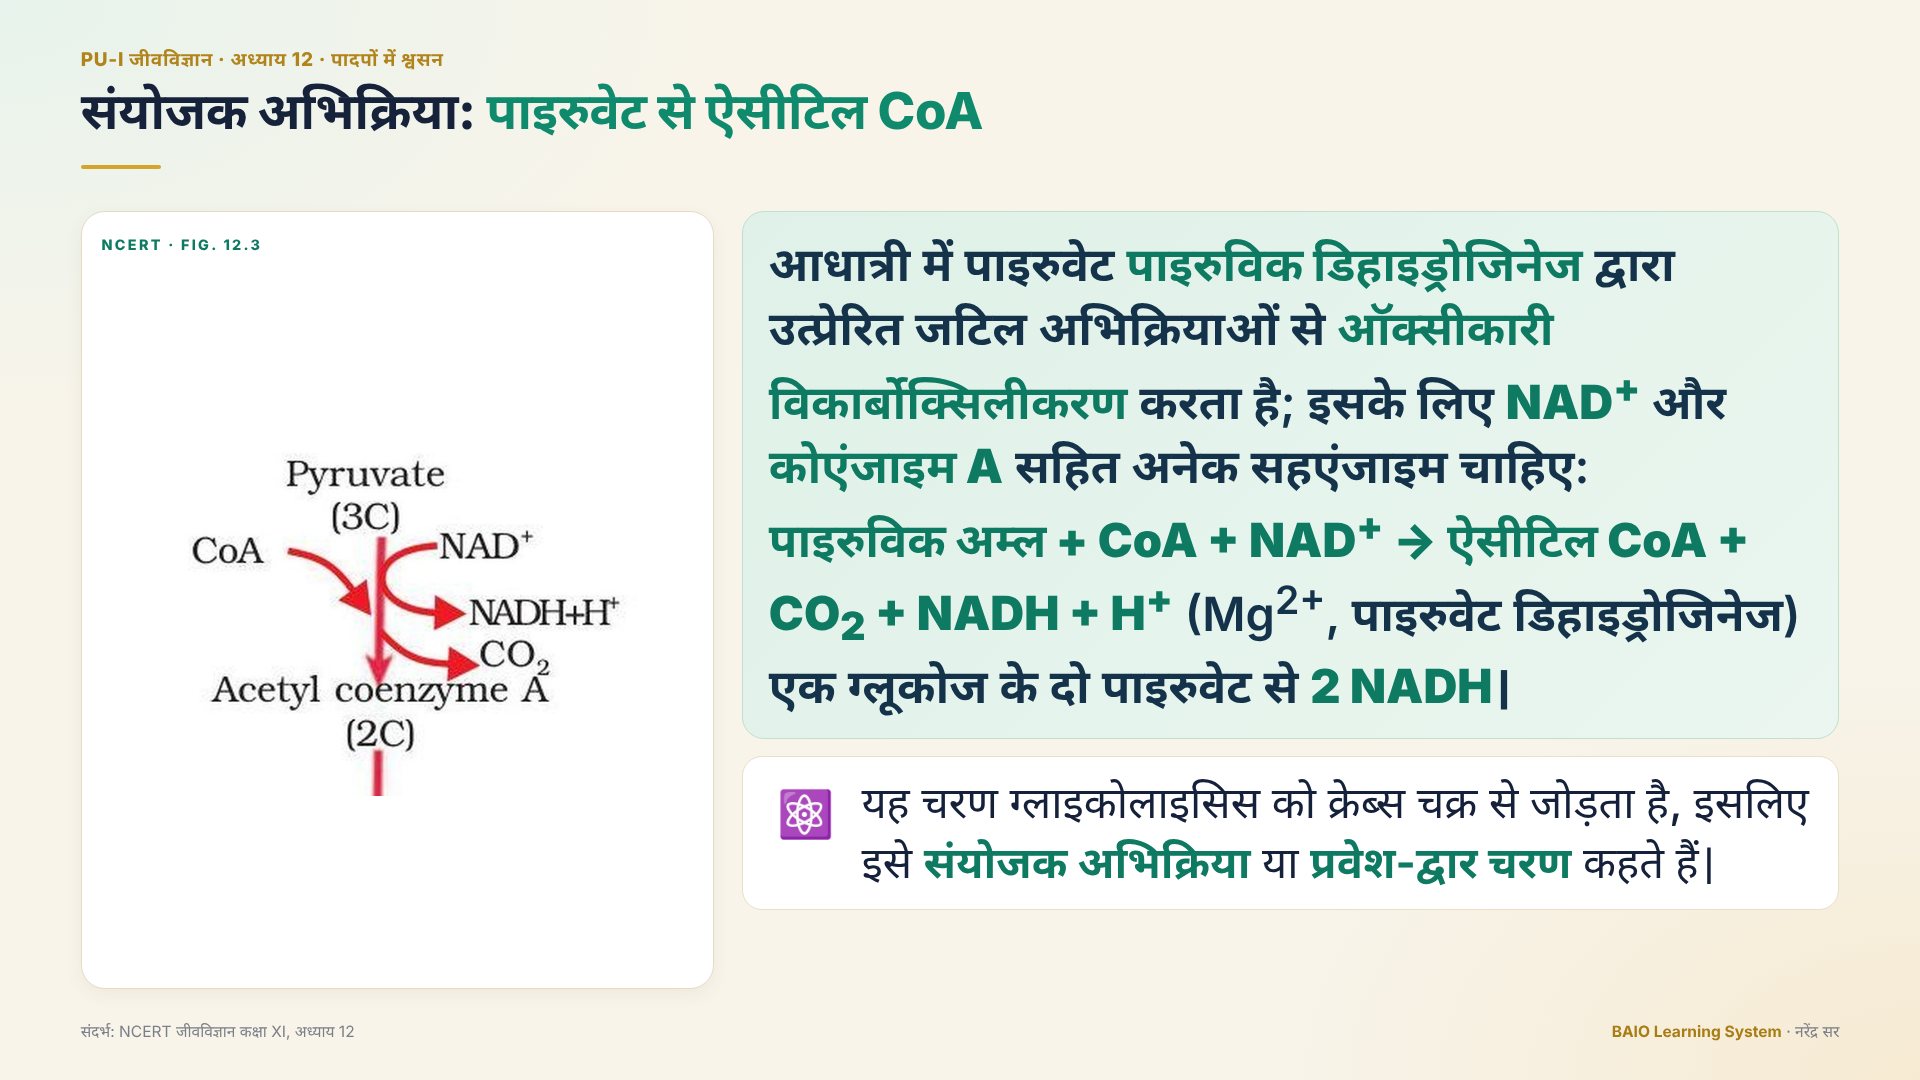 PU-I जीवविज्ञान · अध्याय 12 · पादपों में श्वसन
संयोजक अभिक्रिया: पाइरुवेट से ऐसीटिल CoA
NCERT · FIG. 12.3
Pyruvate
(3C)
CoA
NAD⁺
NADH+H⁺
CO₂
Acetyl coenzyme A
(2C)
आधात्री में पाइरुवेट पाइरुविक डिहाइड्रोजिनेज द्वारा
उत्प्रेरित जटिल अभिक्रियाओं से ऑक्सीकारी
विकार्बोक्सिलीकरण करता है; इसके लिए NAD⁺ और
कोएंजाइम A सहित अनेक सहएंजाइम चाहिए:
पाइरुविक अम्ल + CoA + NAD⁺ → ऐसीटिल CoA +
CO₂ + NADH + H⁺ (Mg²⁺, पाइरुवेट डिहाइड्रोजिनेज)
एक ग्लूकोज के दो पाइरुवेट से 2 NADH|
यह चरण ग्लाइकोलाइसिस को क्रेब्स चक्र से जोड़ता है, इसलिए
इसे संयोजक अभिक्रिया या प्रवेश-द्वार चरण कहते हैं|
संदर्भ: NCERT जीवविज्ञान कक्षा XI, अध्याय 12
BAIO Learning System · नरेंद्र सर